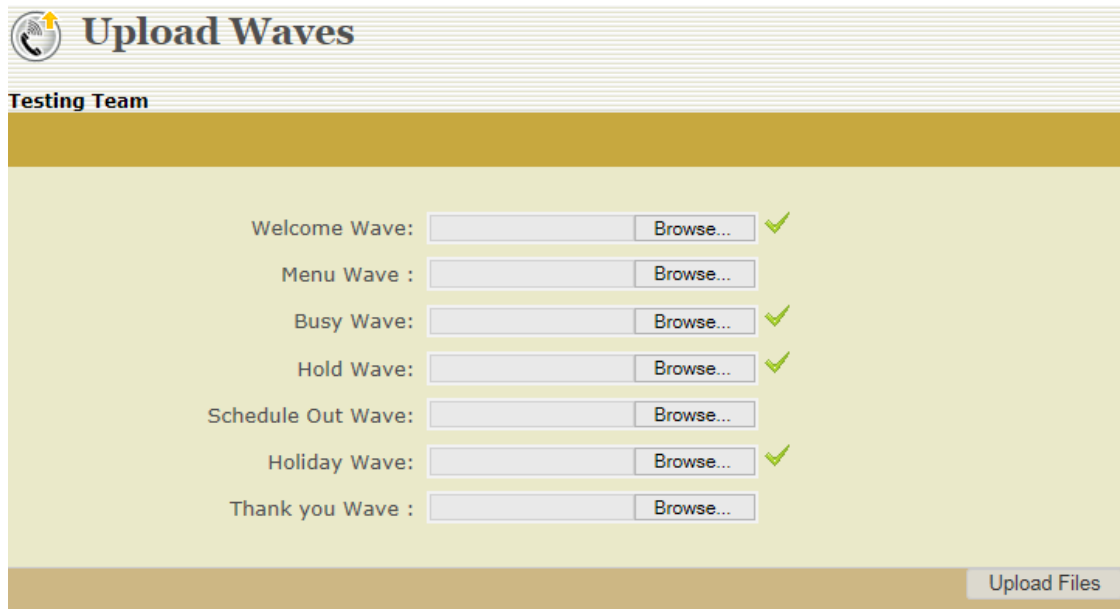 Upload Waves
Testing Team
Welcome Wave: Browse...
Menu Wave : Browse...
Busy Wave: Browse...
Hold Wave: Browse...
Schedule Out Wave: Browse...
Holiday Wave: Browse...
Thank you Wave : Browse...
Upload Files